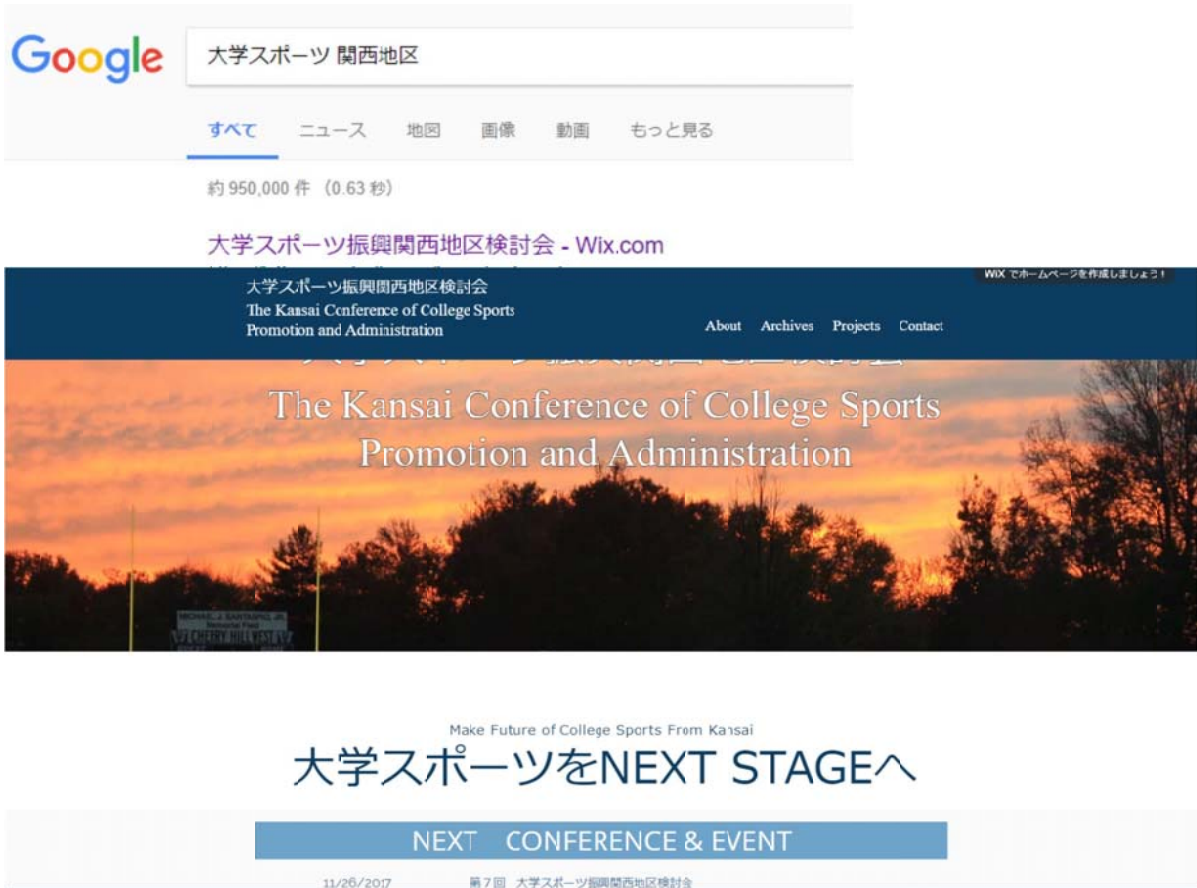 Google
大学スポーツ 関西地区
すべて ニュース 地図 画像 動画 もっと見る
約 950,000 件 （0.63 秒）
大学スポーツ振興関西地区検討会 - Wix.com
WiX でホームページを作成しましょう！
大学スポーツ振興関西地区検討会
The Kansai Conference of College Sports
Promotion and Administration
About Archives Projects Contact
The Kansai Conference of College Sports
Promotion and Administration
CHERRY HILL WEST
Make Future of College Sports From Kansai
大学スポーツをNEXT STAGEへ
NEXT CONFERENCE & EVENT
11/26/2017 第７回 大学スポーツ振興関西地区検討会